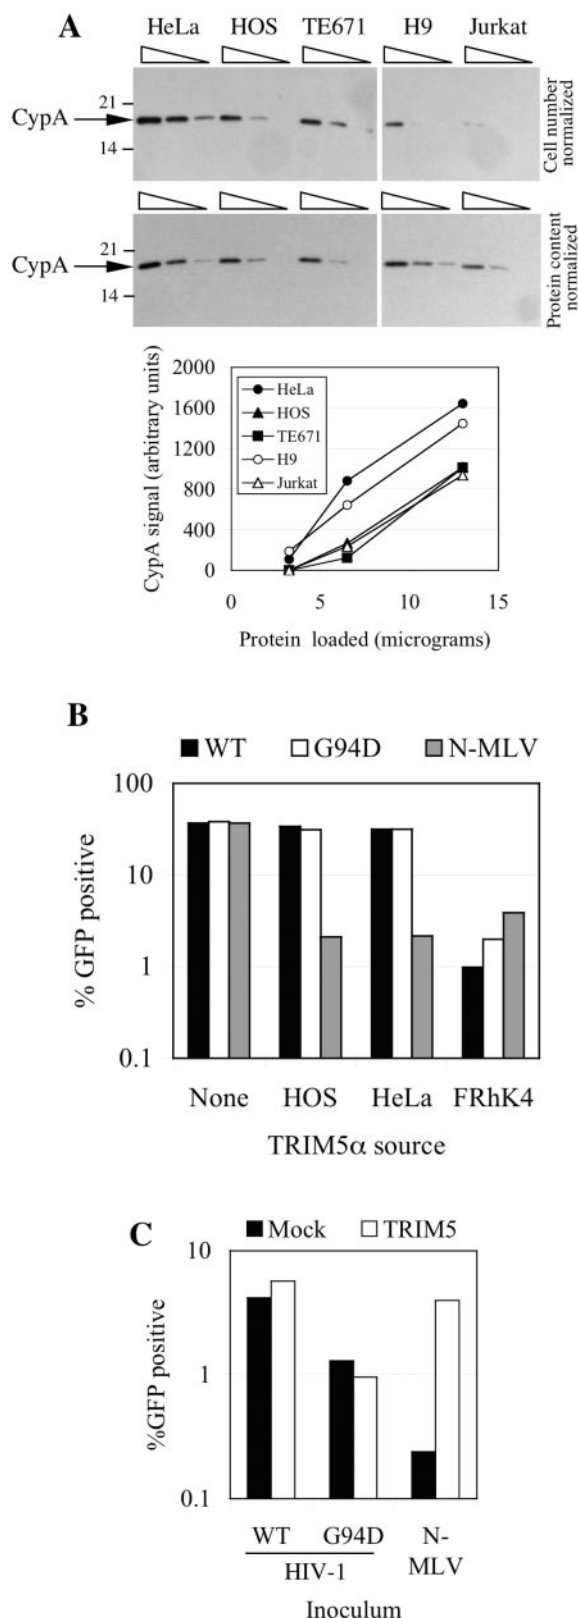 A
HeLa HOS TE671 H9 Jurkat
CypA
21
14
Cell number
normalized
CypA
21
14
Protein content
normalized
CypA signal (arbitrary units)
2000
1600
1200
800
400
0
HeLa
HOS
TE671
H9
Jurkat
0 5 10 15
Protein loaded (micrograms)
B
WT G94D N-MLV
% GFP positive
100
10
1
0.1
None HOS HeLa FRhK4
TRIM5α source
C
Mock TRIM5
%GFP positive
10
1
0.1
WT G94D N-
MLV
HIV-1
Inoculum